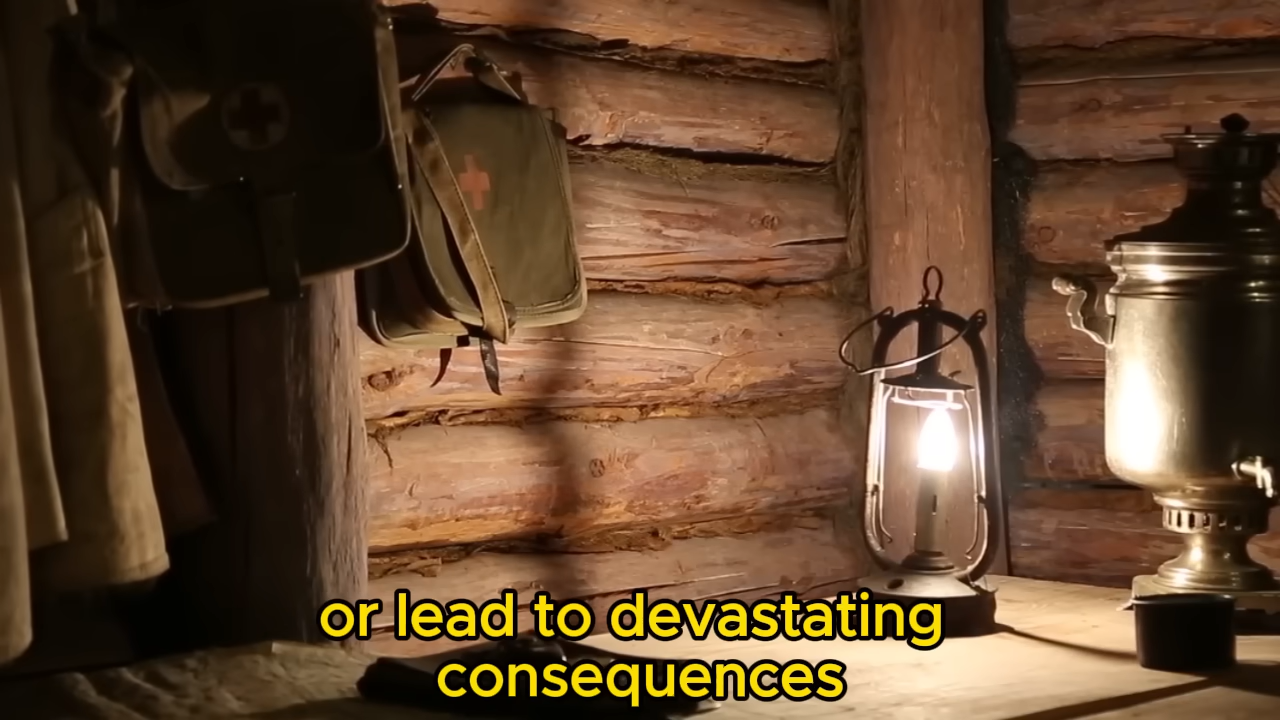 or lead to devastating
consequences